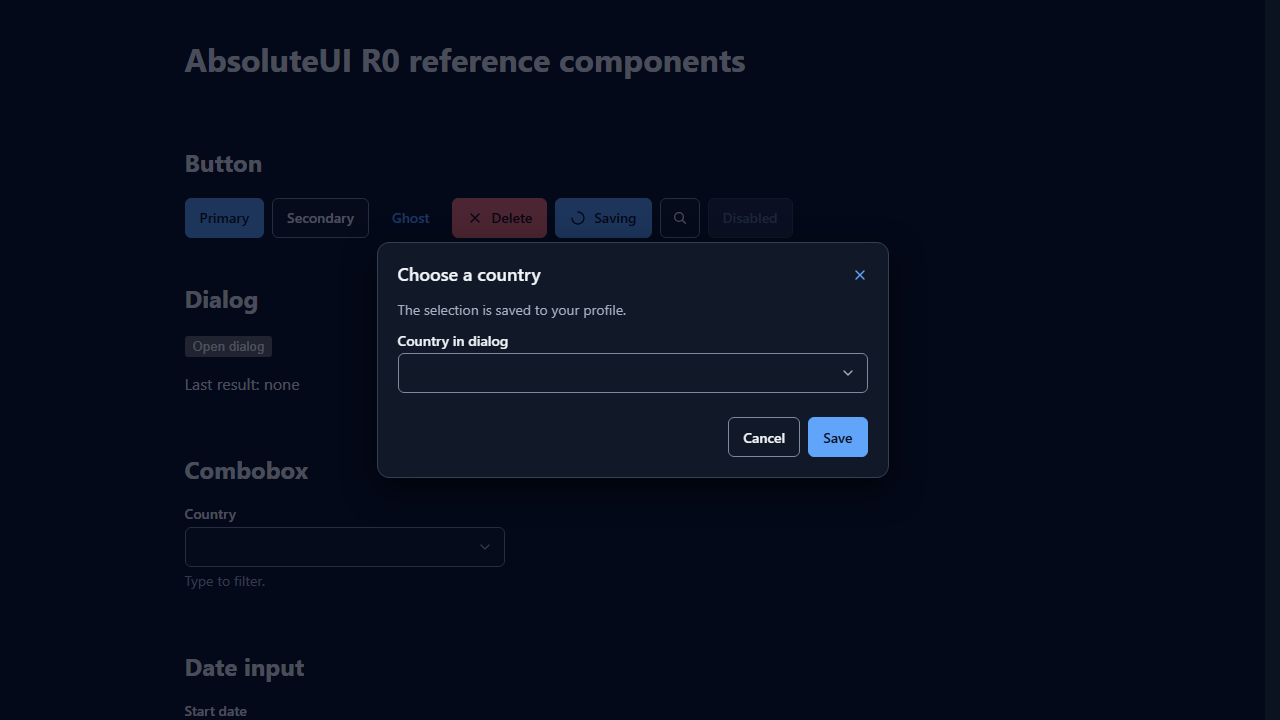 AbsoluteUI R0 reference components
Button
Primary Secondary Ghost Delete Saving Disabled
Choose a country
Dialog
The selection is saved to your profile.
Open dialog
Country in dialog
Last result: none
Cancel Save
Combobox
Country
Type to filter.
Date input
Start date